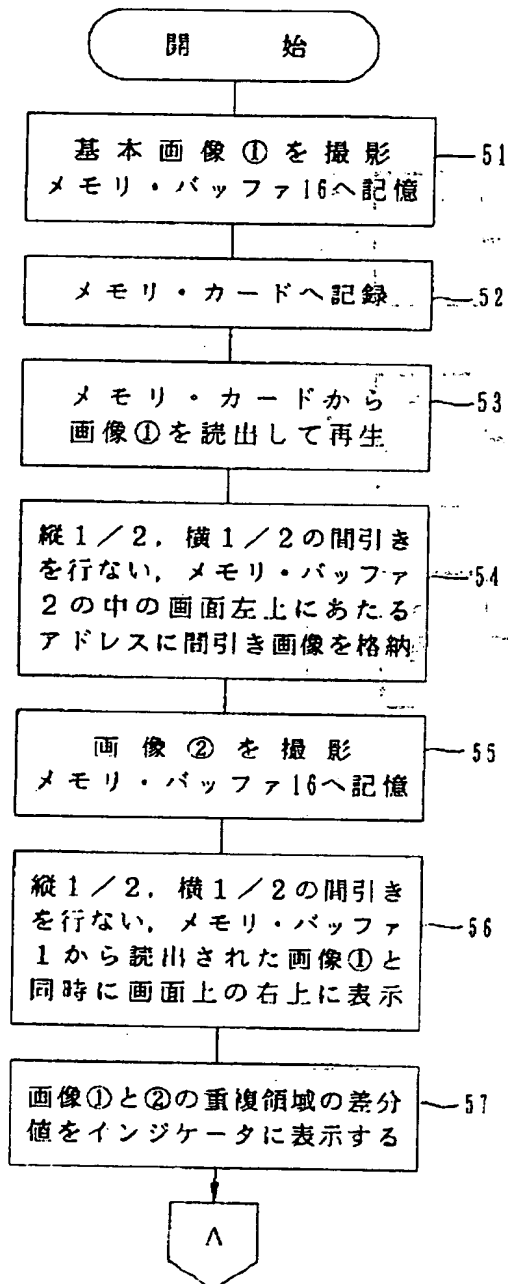 開 始
基本画像①を撮影
メモリ・バッファ16へ記憶
51
メモリ・カードへ記録
52
メモリ・カードから
画像①を読出して再生
53
縦1／2，横1／2の間引き
を行ない，メモリ・バッファ
2の中の画面左上にあたる
アドレスに間引き画像を格納
54
画像②を撮影
メモリ・バッファ16へ記憶
55
縦1／2，横1／2の間引き
を行ない，メモリ・バッファ
1から読出された画像①と
同時に画面上の右上に表示
56
画像①と②の重複領域の差分
値をインジケータに表示する
57
A